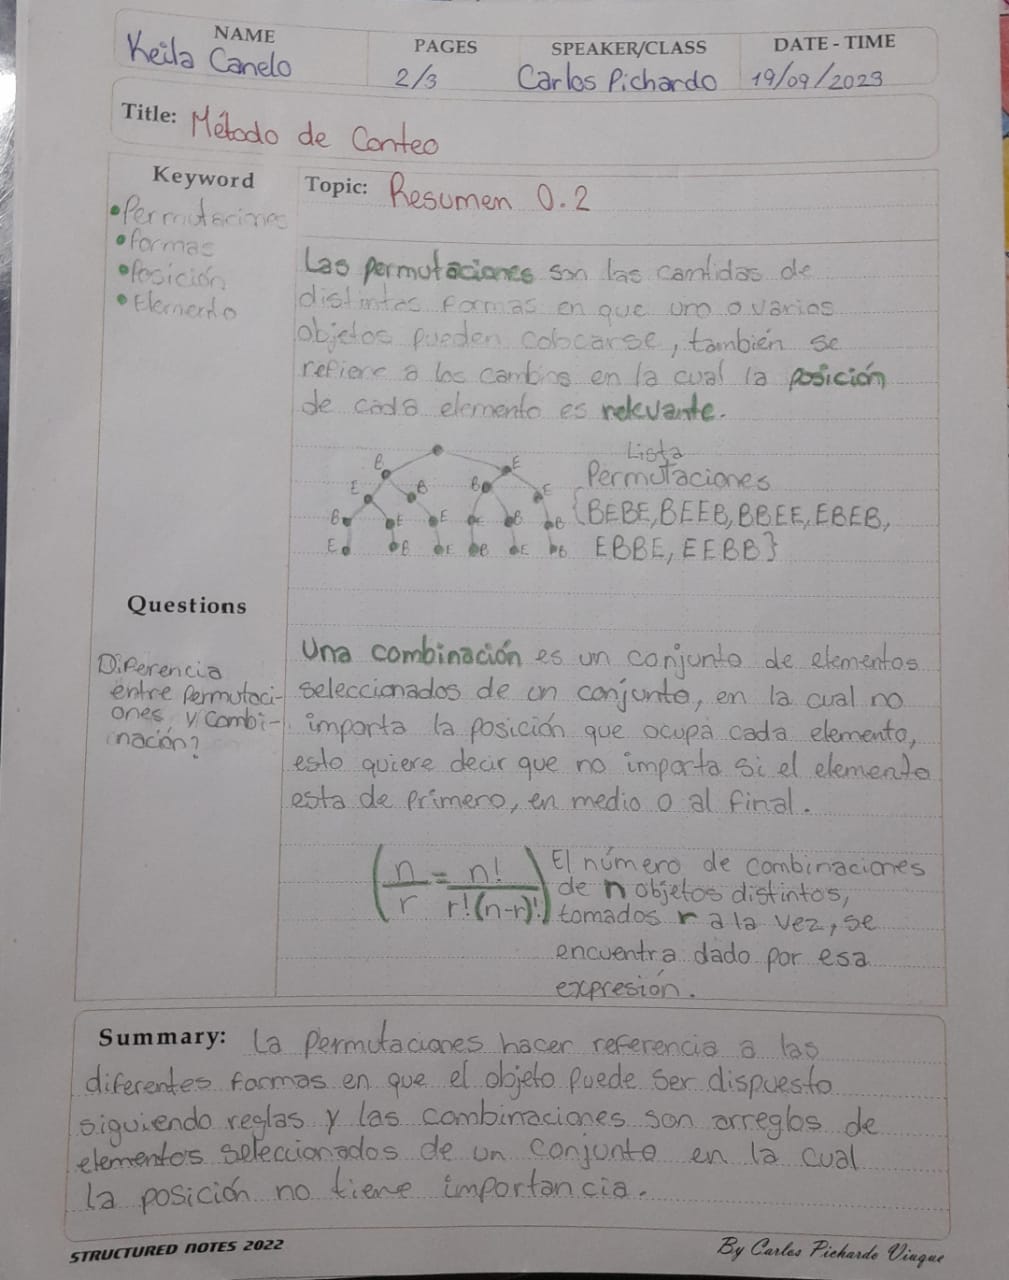 NAME PAGES SPEAKER/CLASS DATE - TIME
Keila Canelo 2/3 Carlos Pichardo 19/09/2023
Title: Método de Conteo
Keyword
•Permutaciones
•formas
•Posición
•Elemento
Topic: Resumen 0.2
Las permutaciones son las cantidas de
distintas formas en que uno o varios
objetos pueden colocarse, también se
refiere a los cambios en la cual la posición
de cada elemento es relevante.
B E
E B B E
B E E E B B
E B E B E B
Lista
Permutaciones
{BEBE, BEEB, BBEE, EBEB,
EBBE, EEBB}
Questions
Diferencia
entre permutaci-
ones y combi-
nación?
Una combinación es un conjunto de elementos
seleccionados de un conjunto, en la cual no
importa la posición que ocupa cada elemento,
esto quiere decir que no importa si el elemento
esta de primero, en medio o al final.
(n/r = n!/r!(n-r)!)
El número de combinaciones
de n objetos distintos,
tomados r a la vez, se
encuentra dado por esa
expresión.
Summary: La permutaciones hacer referencia a las
diferentes formas en que el objeto puede ser dispuesto
siguiendo reglas y las combinaciones son arreglos de
elementos seleccionados de un conjunto en la cual
la posición no tiene importancia.
STRUCTURED NOTES 2022 By Carlos Pichardo Viuque